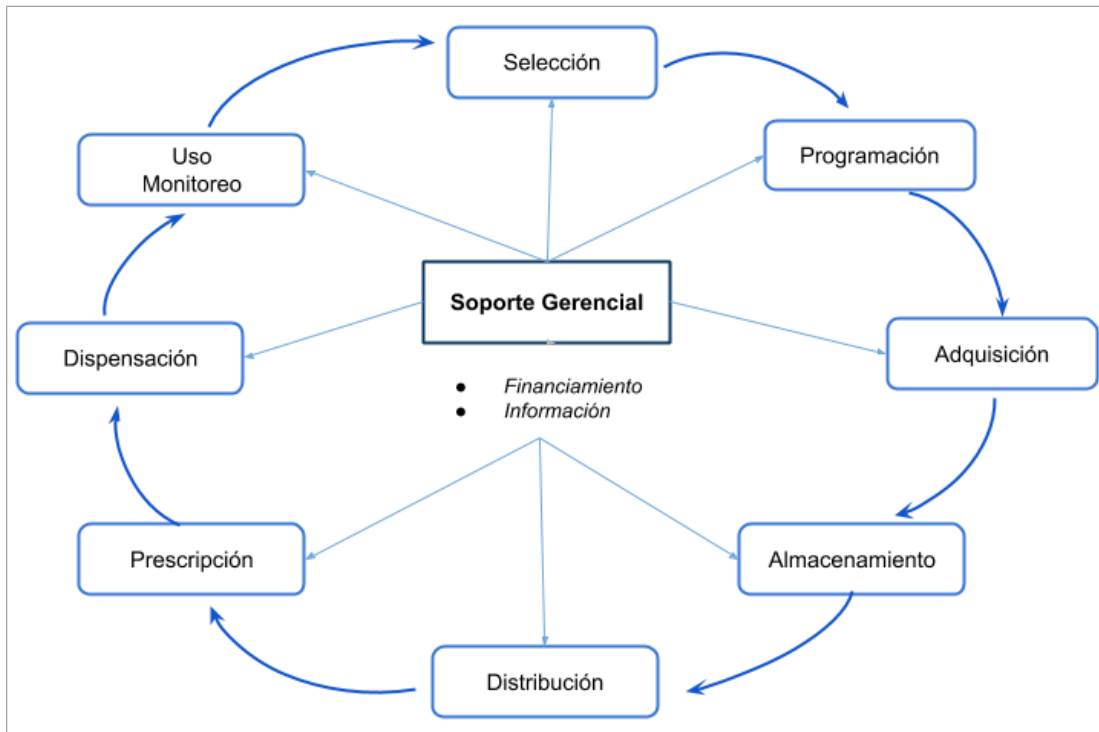 Selección
Programación
Uso
Monitoreo
Soporte Gerencial
Adquisición
Dispensación
● Financiamiento
● Información
Almacenamiento
Prescripción
Distribución